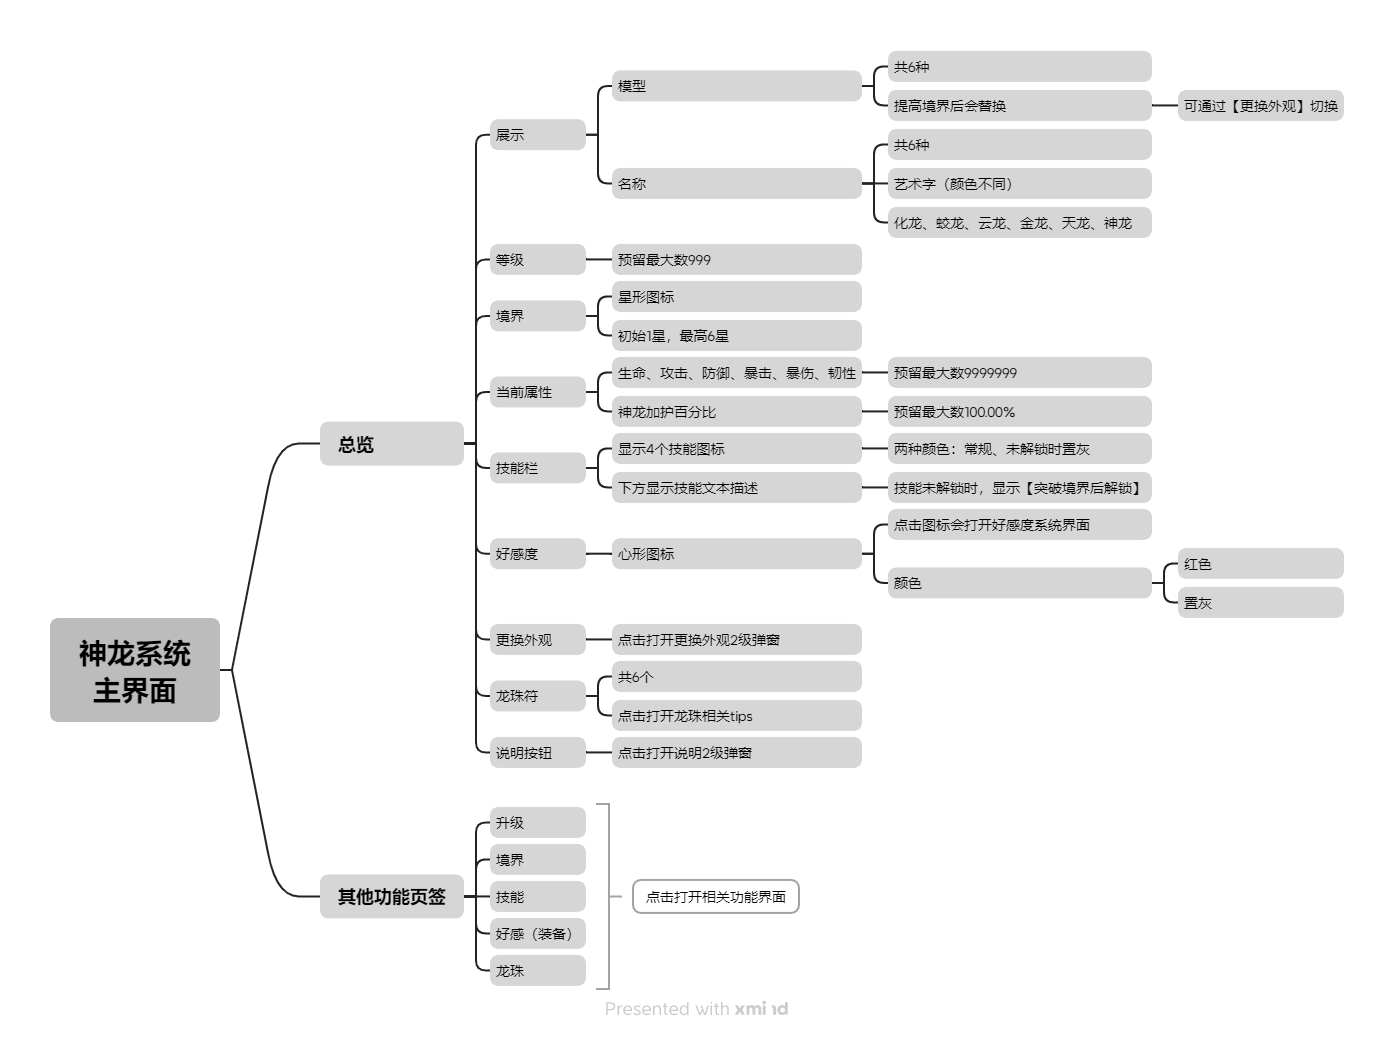 神龙系统
主界面
总览
展示
模型
共6种
提高境界后会替换
可通过【更换外观】切换
名称
共6种
艺术字（颜色不同）
化龙、蛟龙、云龙、金龙、天龙、神龙
等级
预留最大数999
境界
星形图标
初始1星，最高6星
当前属性
生命、攻击、防御、暴击、暴伤、韧性
预留最大数9999999
神龙加护百分比
预留最大数100.00%
技能栏
显示4个技能图标
两种颜色：常规、未解锁时置灰
下方显示技能文本描述
技能未解锁时，显示【突破境界后解锁】
好感度
心形图标
点击图标会打开好感度系统界面
颜色
红色
置灰
更换外观
点击打开更换外观2级弹窗
龙珠符
共6个
点击打开龙珠相关tips
说明按钮
点击打开说明2级弹窗
其他功能页签
升级
境界
技能
好感（装备）
龙珠
点击打开相关功能界面
Presented with xmind